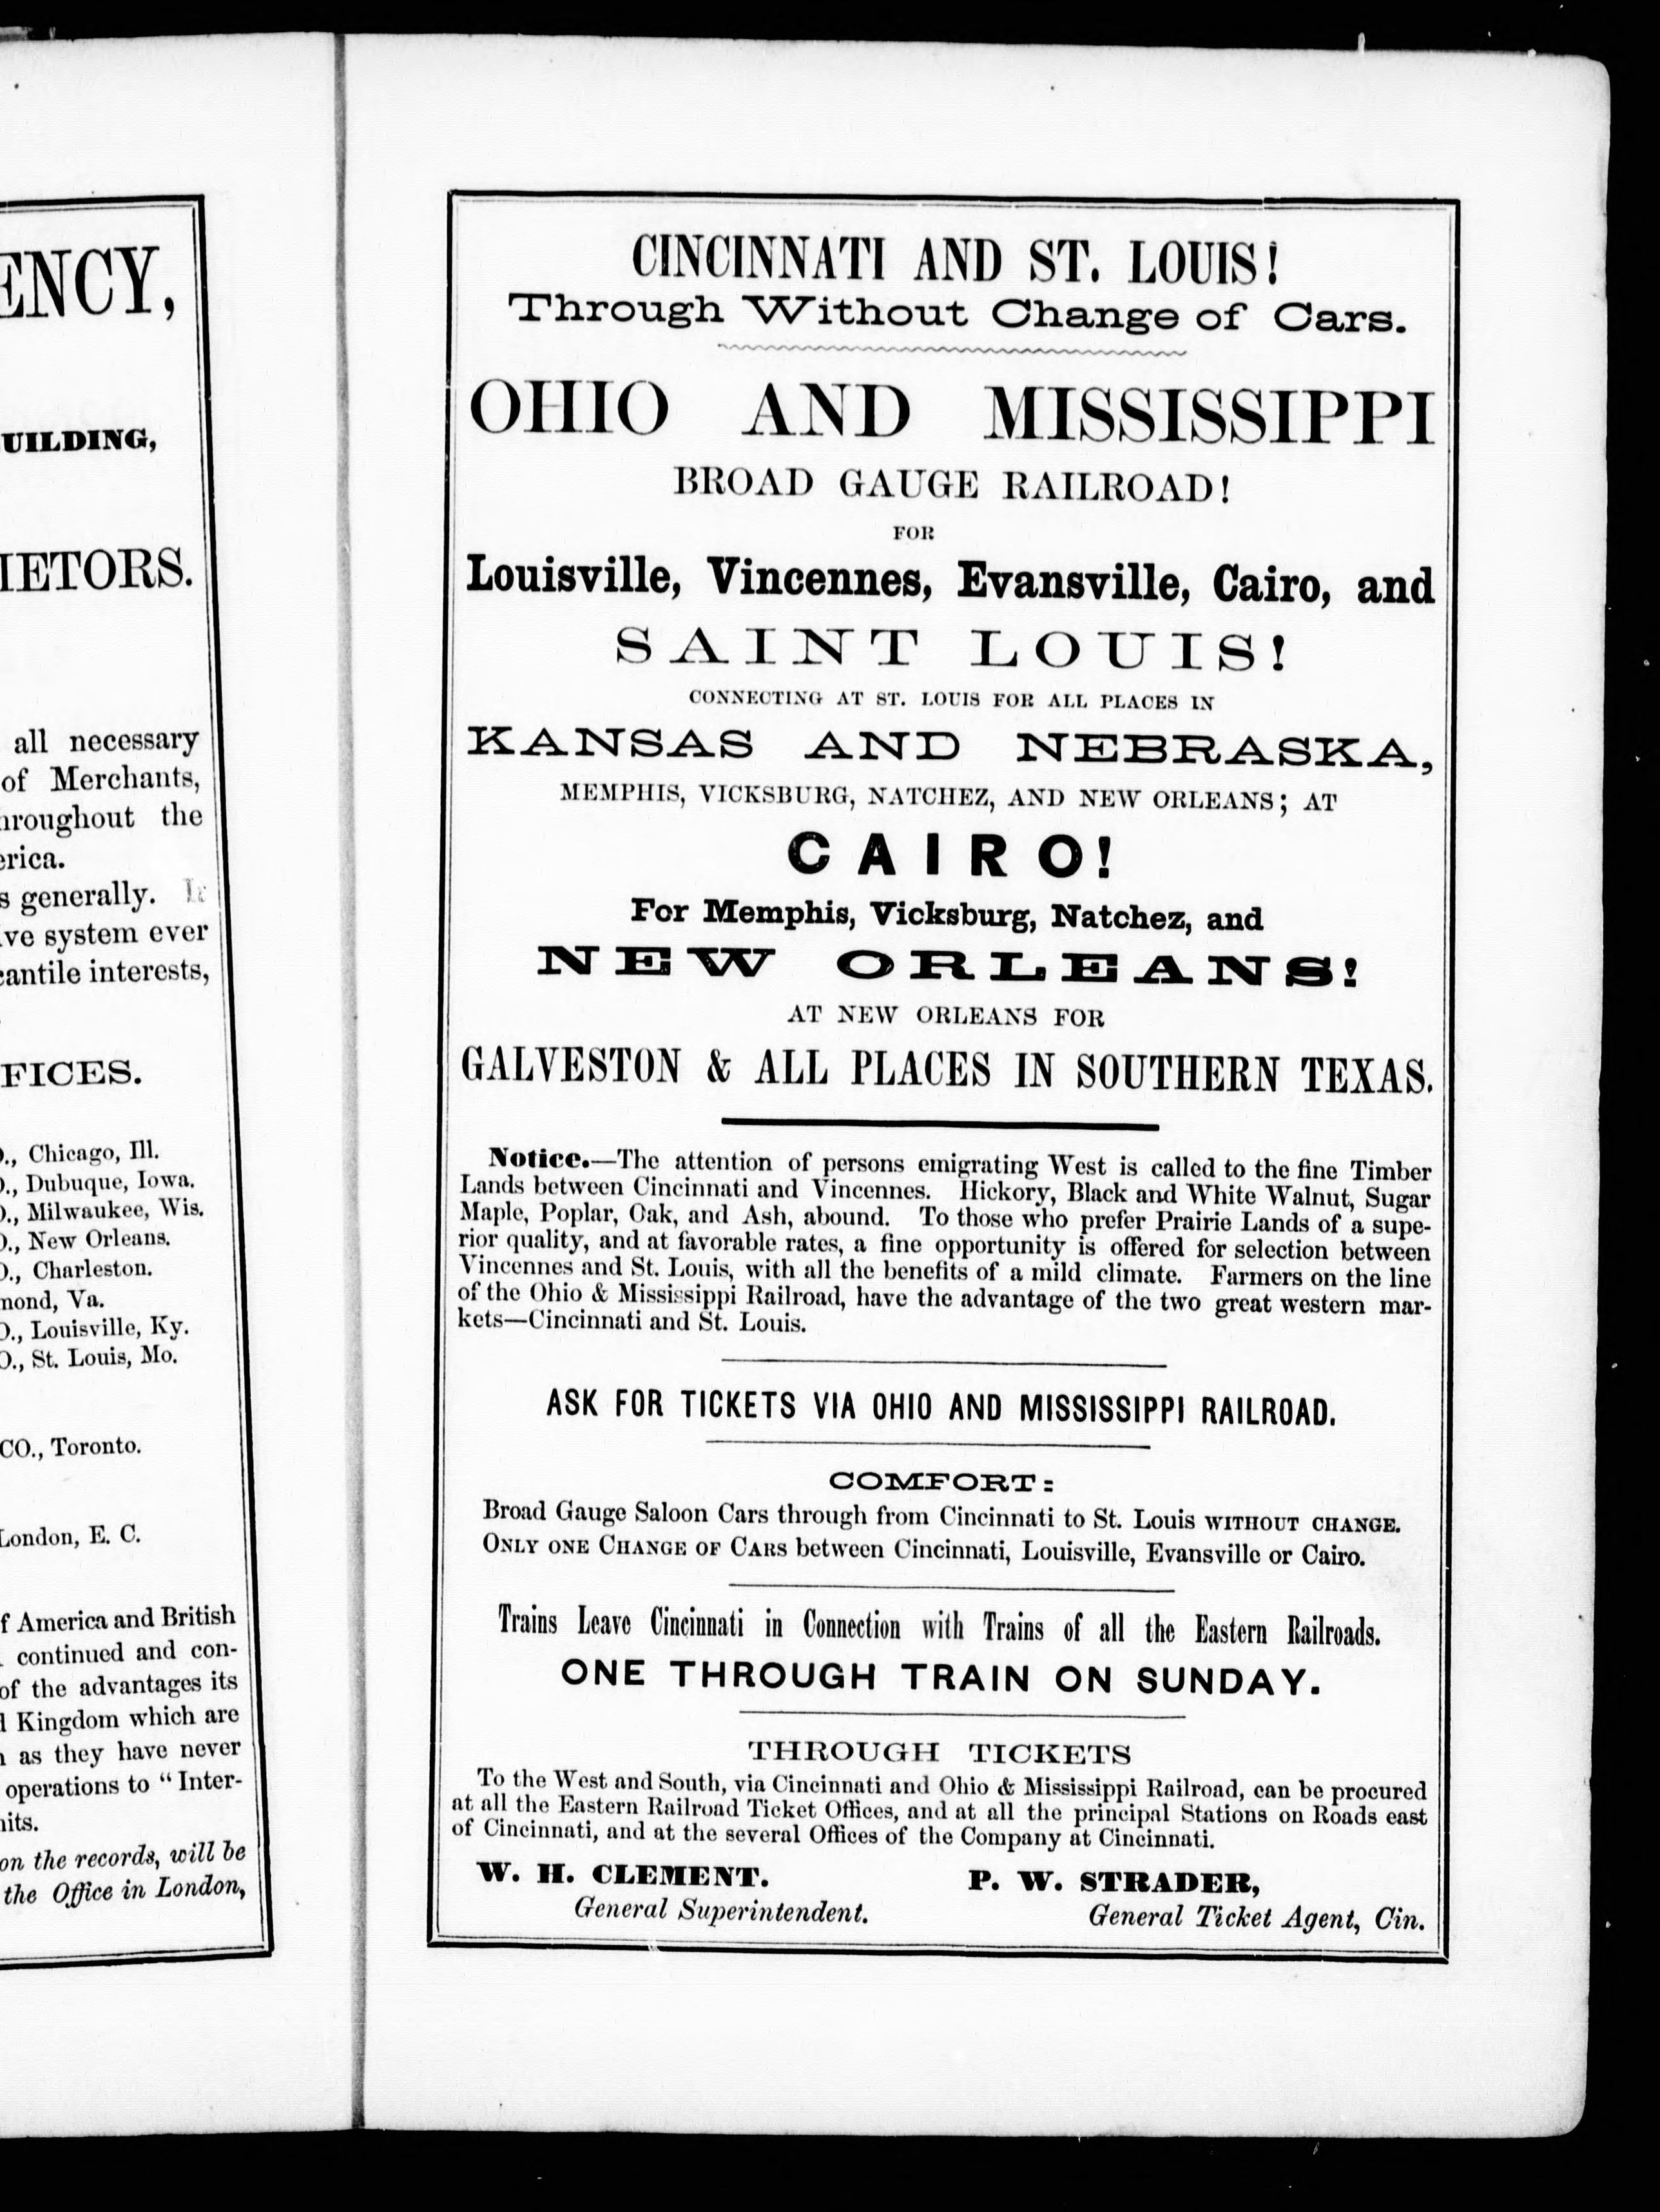 ENCY,
UILDING,
IETORS.
all necessary
of Merchants,
hroughout the
erica.
s generally. It
ive system ever
cantile interests,
FICES.
O., Chicago, Ill.
O., Dubuque, Iowa.
O., Milwaukee, Wis.
O., New Orleans.
O., Charleston.
mond, Va.
O., Louisville, Ky.
O., St. Louis, Mo.
CO., Toronto.
London, E. C.
f America and British
continued and con-
of the advantages its
d Kingdom which are
as they have never
operations to "Inter-
nits.
on the records, will be
the Office in London,
CINCINNATI AND ST. LOUIS!
Through Without Change of Cars.
OHIO AND MISSISSIPPI
BROAD GAUGE RAILROAD!
FOR
Louisville, Vincennes, Evansville, Cairo, and
SAINT LOUIS!
CONNECTING AT ST. LOUIS FOR ALL PLACES IN
KANSAS AND NEBRASKA,
MEMPHIS, VICKSBURG, NATCHEZ, AND NEW ORLEANS; AT
CAIRO!
For Memphis, Vicksburg, Natchez, and
NEW ORLEANS!
AT NEW ORLEANS FOR
GALVESTON & ALL PLACES IN SOUTHERN TEXAS.
Notice.—The attention of persons emigrating West is called to the fine Timber
Lands between Cincinnati and Vincennes. Hickory, Black and White Walnut, Sugar
Maple, Poplar, Oak, and Ash, abound. To those who prefer Prairie Lands of a supe-
rior quality, and at favorable rates, a fine opportunity is offered for selection between
Vincennes and St. Louis, with all the benefits of a mild climate. Farmers on the line
of the Ohio & Mississippi Railroad, have the advantage of the two great western mar-
kets—Cincinnati and St. Louis.
ASK FOR TICKETS VIA OHIO AND MISSISSIPPI RAILROAD.
COMFORT:
Broad Gauge Saloon Cars through from Cincinnati to St. Louis WITHOUT CHANGE.
ONLY ONE CHANGE OF CARS between Cincinnati, Louisville, Evansville or Cairo.
Trains Leave Cincinnati in Connection with Trains of all the Eastern Railroads.
ONE THROUGH TRAIN ON SUNDAY.
THROUGH TICKETS
To the West and South, via Cincinnati and Ohio & Mississippi Railroad, can be procured
at all the Eastern Railroad Ticket Offices, and at all the principal Stations on Roads east
of Cincinnati, and at the several Offices of the Company at Cincinnati.
W. H. CLEMENT. P. W. STRADER,
General Superintendent. General Ticket Agent, Cin.